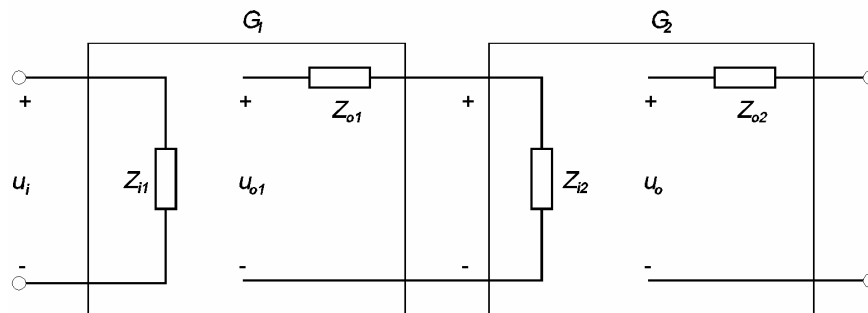 G1 G2
+ Zo1 + + Zo2 +
ui Zi1 uo1 Zi2 uo
- - - -